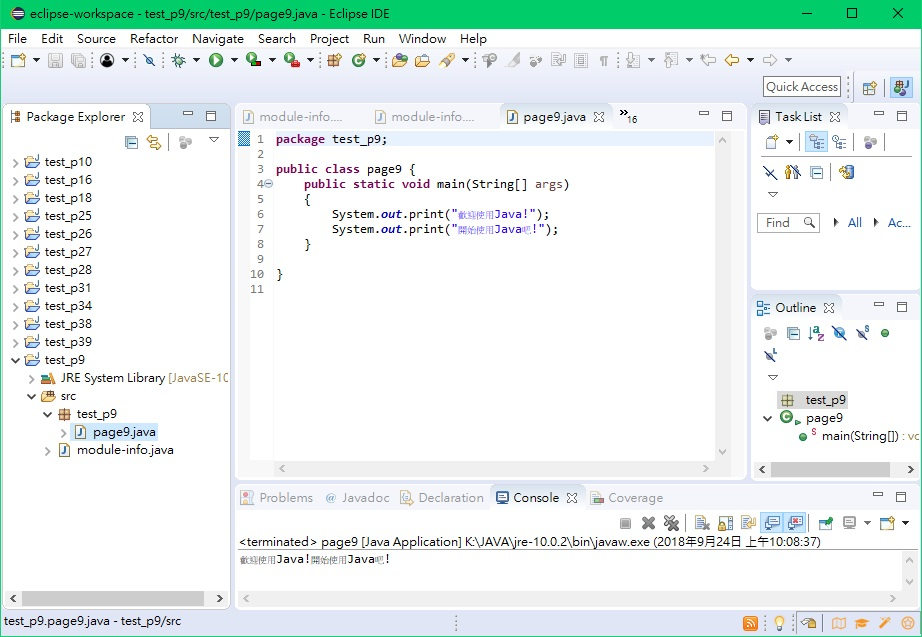 eclipse-workspace - test_p9/src/test_p9/page9.java - Eclipse IDE
File Edit Source Refactor Navigate Search Project Run Window Help
Quick Access
Package Explorer
test_p10
test_p16
test_p18
test_p25
test_p26
test_p27
test_p28
test_p31
test_p34
test_p38
test_p39
test_p9
JRE System Library [JavaSE-10
src
test_p9
page9.java
module-info.java
module-info.... module-info.... page9.java 16
1 package test_p9;
2
3 public class page9 {
4 public static void main(String[] args)
5 {
6 System.out.print("歡迎使用Java!");
7 System.out.print("開始使用Java吧!");
8 }
9
10 }
11
Task List
Find All Ac...
Outline
test_p9
page9
main(String[]) : vo
Problems @ Javadoc Declaration Console Coverage
<terminated> page9 [Java Application] K:\JAVA\jre-10.0.2\bin\javaw.exe (2018年9月24日 上午10:08:37)
歡迎使用Java!開始使用Java吧!
test_p9.page9.java - test_p9/src